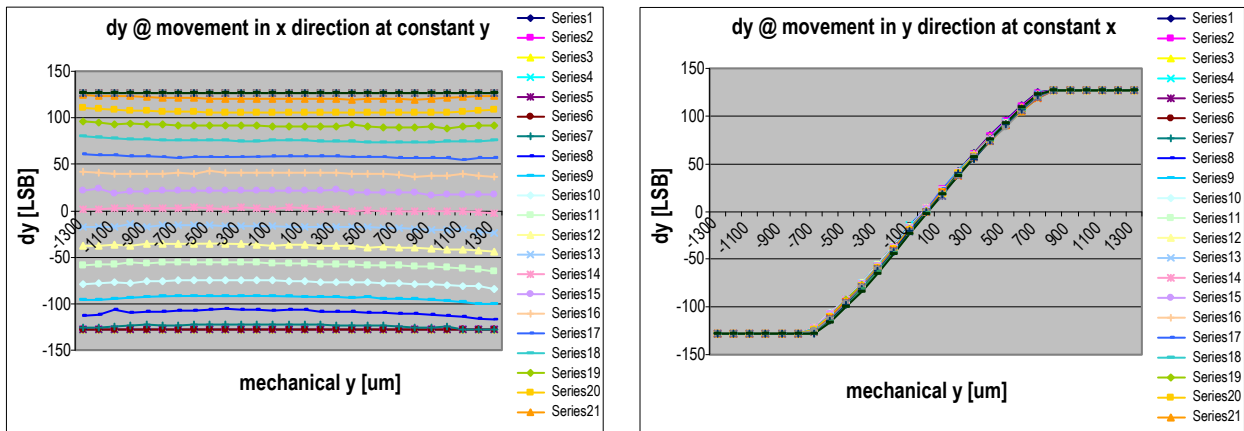 dy @ movement in x direction at constant y
150
100
50
0
-50
-100
-150
dy [LSB]
-1300
-1100
-900
-700
-500
-300
-100
100
300
500
700
900
1100
1300
mechanical y [um]
Series1
Series2
Series3
Series4
Series5
Series6
Series7
Series8
Series9
Series10
Series11
Series12
Series13
Series14
Series15
Series16
Series17
Series18
Series19
Series20
Series21
dy @ movement in y direction at constant x
150
100
50
0
-50
-100
-150
dy [LSB]
-1300
-1100
-900
-700
-500
-300
-100
100
300
500
700
900
1100
1300
mechanical y [um]
Series1
Series2
Series3
Series4
Series5
Series6
Series7
Series8
Series9
Series10
Series11
Series12
Series13
Series14
Series15
Series16
Series17
Series18
Series19
Series20
Series21